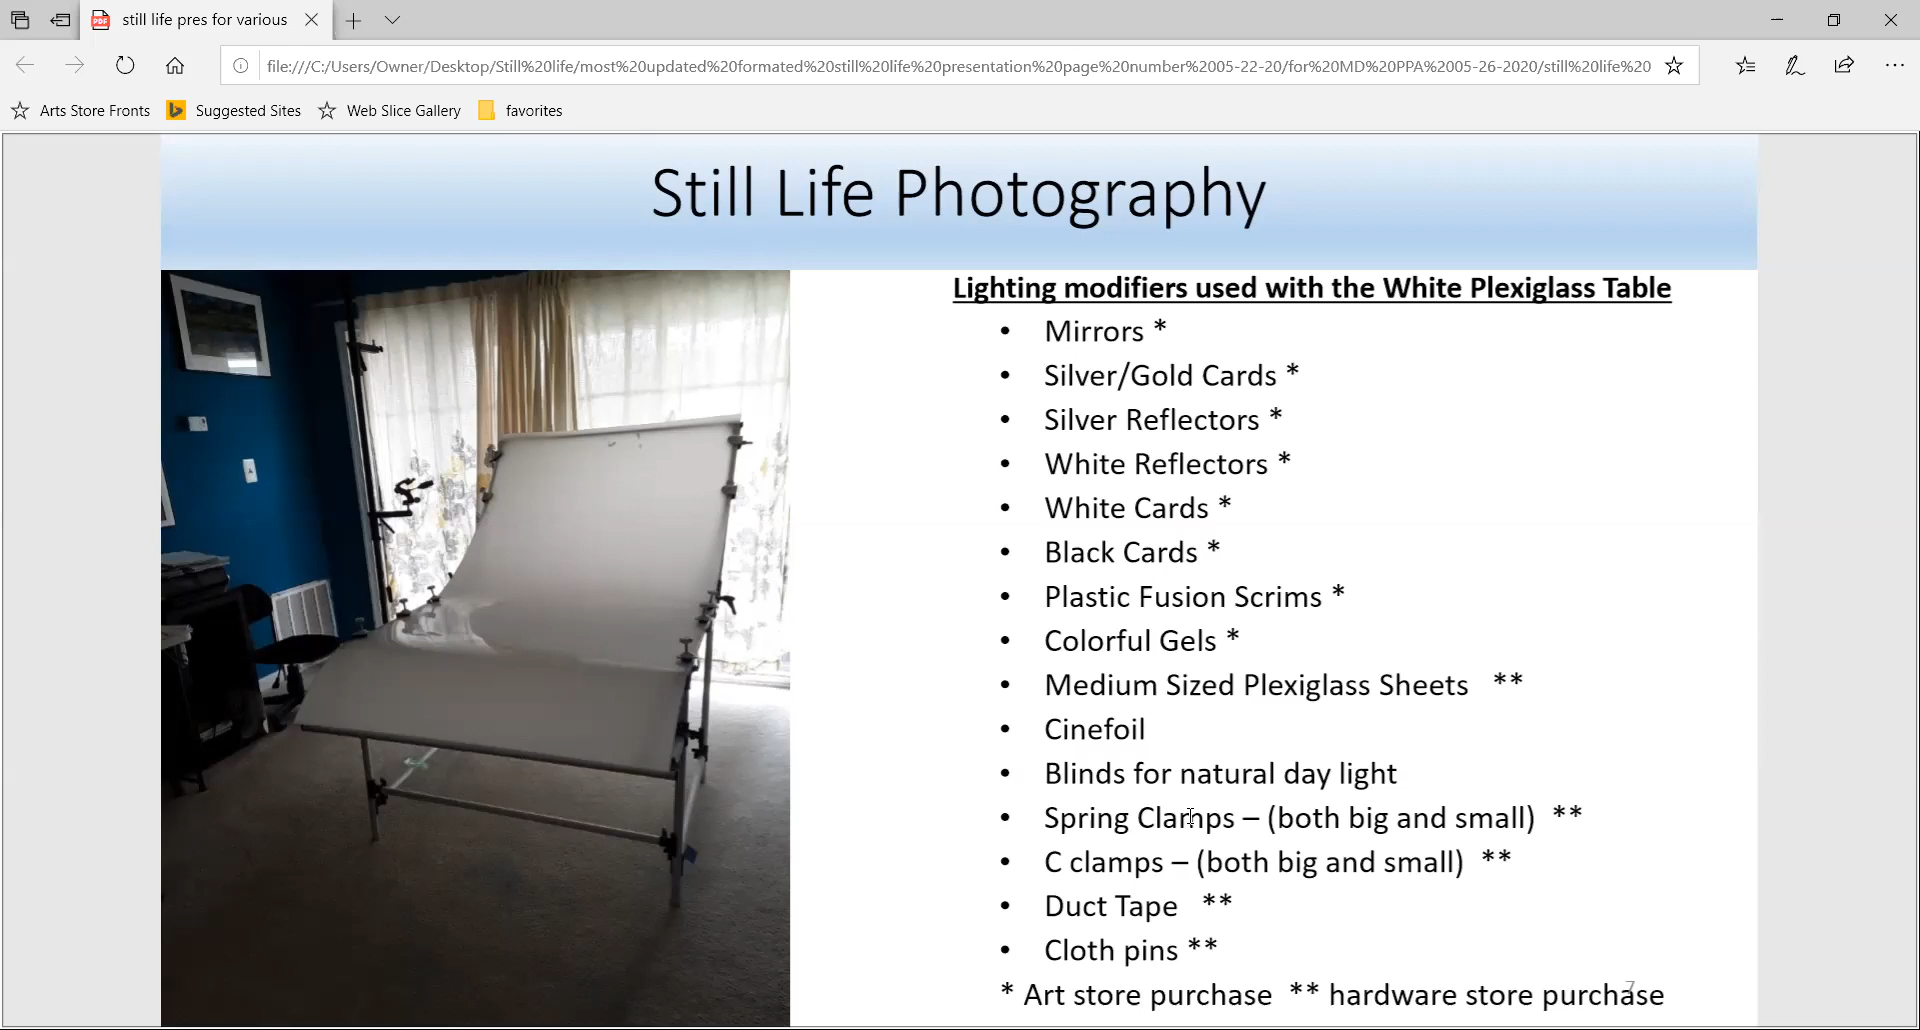 still life pres for various
file:///C:/Users/Owner/Desktop/Still%20life/most%20updated%20formated%20still%20life%20presentation%20page%20number%2005-22-20/for%20MD%20PPA%2005-26-2020/still%20life%20
Arts Store Fronts
Suggested Sites
Web Slice Gallery
favorites
Still Life Photography
Lighting modifiers used with the White Plexiglass Table
• Mirrors *
• Silver/Gold Cards *
• Silver Reflectors *
• White Reflectors *
• White Cards *
• Black Cards *
• Plastic Fusion Scrims *
• Colorful Gels *
• Medium Sized Plexiglass Sheets **
• Cinefoil
• Blinds for natural day light
• Spring Clamps – (both big and small) **
• C clamps – (both big and small) **
• Duct Tape **
• Cloth pins **
* Art store purchase ** hardware store purchase
7